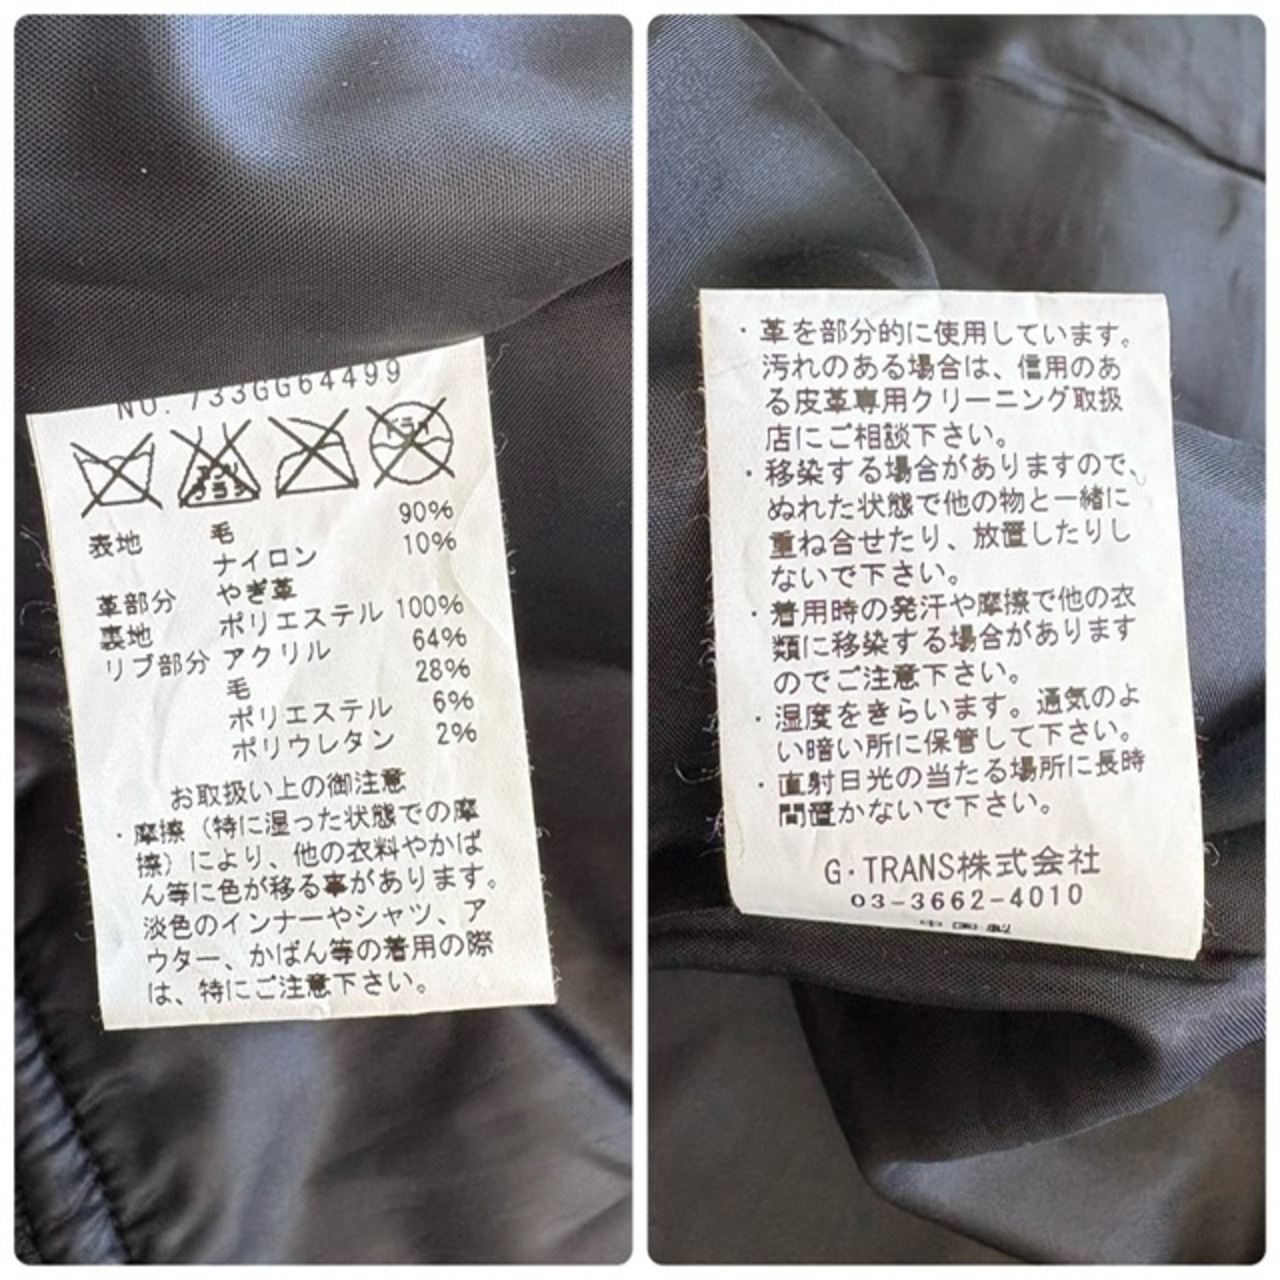 NO. 733GG64499
エンソ
サラシ
ドライ
表地 毛 90%
ナイロン 10%
革部分 やぎ革
裏地 ポリエステル 100%
リブ部分 アクリル 64%
毛 28%
ポリエステル 6%
ポリウレタン 2%
お取扱い上の御注意
・摩擦（特に湿った状態での摩
擦）により、他の衣料やかば
ん等に色が移る事があります。
淡色のインナーやシャツ、ア
ウター、かばん等の着用の際
は、特にご注意下さい。
・革を部分的に使用しています。
汚れのある場合は、信用のあ
る皮革専用クリーニング取扱
店にご相談下さい。
・移染する場合がありますので、
ぬれた状態で他の物と一緒に
重ね合せたり、放置したりし
ないで下さい。
・着用時の発汗や摩擦で他の衣
類に移染する場合があります
のでご注意下さい。
・湿度をきらいます。通気のよ
い暗い所に保管して下さい。
・直射日光の当たる場所に長時
間置かないで下さい。
G・TRANS株式会社
03-3662-4010
中国製